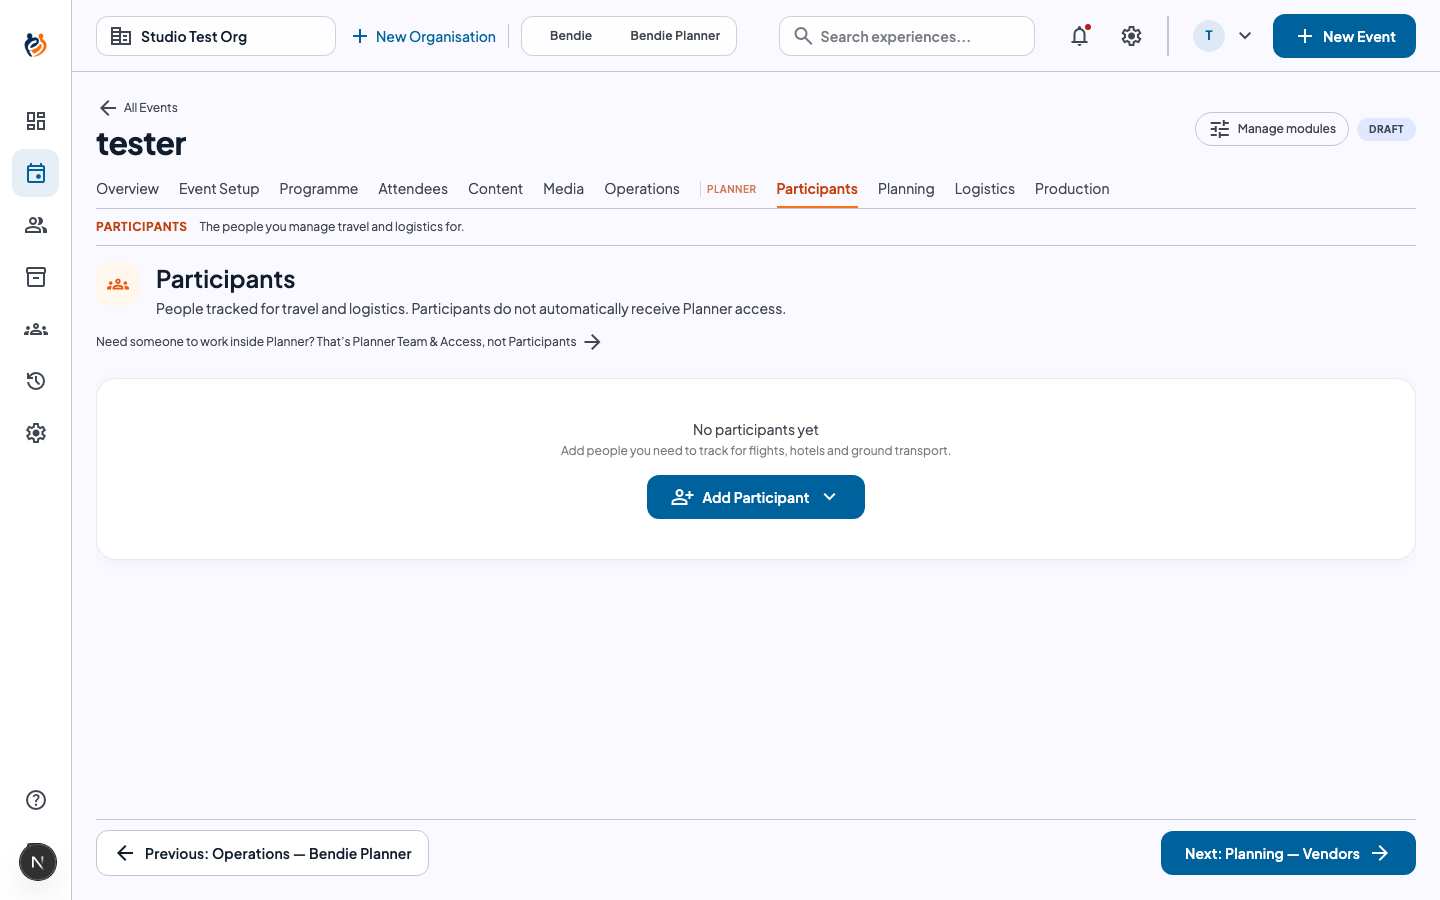 Studio Test Org
New Organisation
Bendie
Bendie Planner
Search experiences...
T
New Event
All Events
tester
Manage modules
DRAFT
Overview
Event Setup
Programme
Attendees
Content
Media
Operations
PLANNER
Participants
Planning
Logistics
Production
PARTICIPANTS The people you manage travel and logistics for.
Participants
People tracked for travel and logistics. Participants do not automatically receive Planner access.
Need someone to work inside Planner? That's Planner Team & Access, not Participants
No participants yet
Add people you need to track for flights, hotels and ground transport.
Add Participant
N
Previous: Operations — Bendie Planner
Next: Planning — Vendors